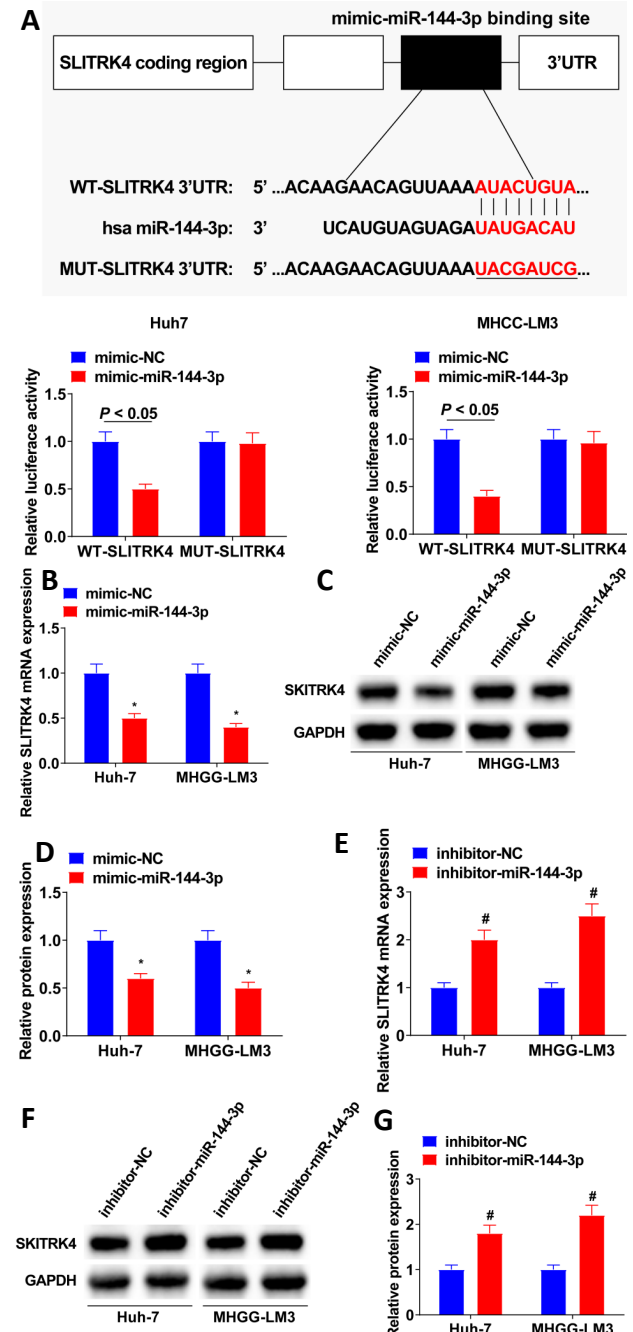 A
mimic-miR-144-3p binding site
SLITRK4 coding region
3'UTR
WT-SLITRK4 3'UTR: 5' ...ACAAGAACAGUUAAAAUACUGUA...
hsa miR-144-3p: 3' UCAUGUAGUAGAUAUGACAU
MUT-SLITRK4 3'UTR: 5' ...ACAAGAACAGUUAAAUACGAUCG...
Huh7
mimic-NC
mimic-miR-144-3p
Relative luciferace activity
1.5
1.0
0.5
0.0
P < 0.05
WT-SLITRK4
MUT-SLITRK4
MHCC-LM3
mimic-NC
mimic-miR-144-3p
Relative luciferace activity
1.5
1.0
0.5
0.0
P < 0.05
WT-SLITRK4
MUT-SLITRK4
B
mimic-NC
mimic-miR-144-3p
Relative SLITRK4 mRNA expression
1.5
1.0
0.5
0.0
*
*
Huh-7
MHGG-LM3
C
mimic-NC
mimic-miR-144-3p
mimic-NC
mimic-miR-144-3p
SKITRK4
GAPDH
Huh-7
MHGG-LM3
D
mimic-NC
mimic-miR-144-3p
Relative protein expression
1.5
1.0
0.5
0.0
*
*
Huh-7
MHGG-LM3
E
inhibitor-NC
inhibitor-miR-144-3p
Relative SLITRK4 mRNA expression
3
2
1
0
#
#
Huh-7
MHGG-LM3
F
inhibitor-NC
inhibitor-miR-144-3p
inhibitor-NC
inhibitor-miR-144-3p
SKITRK4
GAPDH
Huh-7
MHGG-LM3
G
inhibitor-NC
inhibitor-miR-144-3p
Relative protein expression
3
2
1
0
#
#
Huh-7
MHGG-LM3